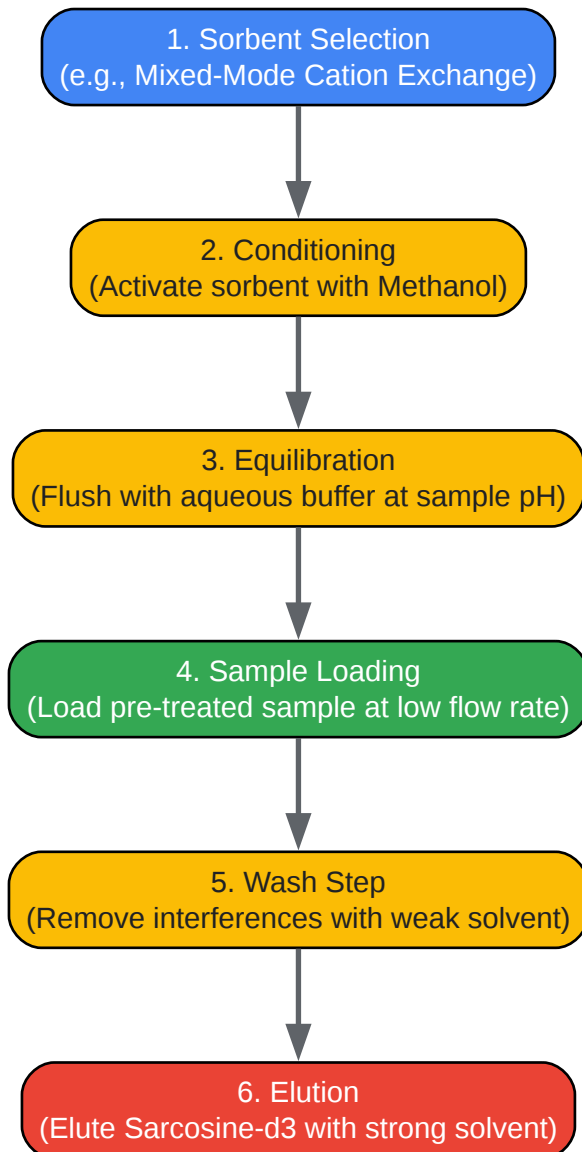 1. Sorbent Selection
(e.g., Mixed-Mode Cation Exchange)
2. Conditioning
(Activate sorbent with Methanol)
3. Equilibration
(Flush with aqueous buffer at sample pH)
4. Sample Loading
(Load pre-treated sample at low flow rate)
5. Wash Step
(Remove interferences with weak solvent)
6. Elution
(Elute Sarcosine-d3 with strong solvent)